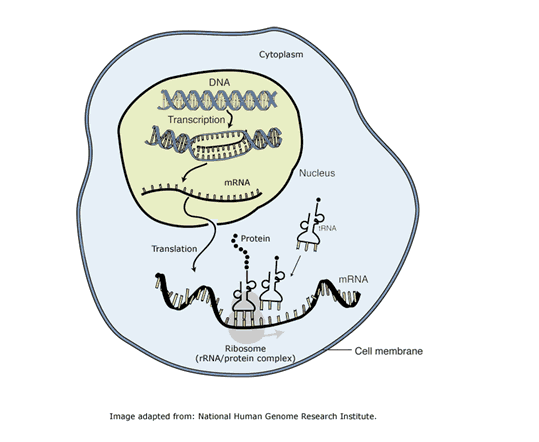 Cytoplasm
DNA
Transcription
mRNA
Nucleus
tRNA
Protein
Translation
mRNA
Ribosome
(rRNA/protein complex)
Cell membrane
Image adapted from: National Human Genome Research Institute.